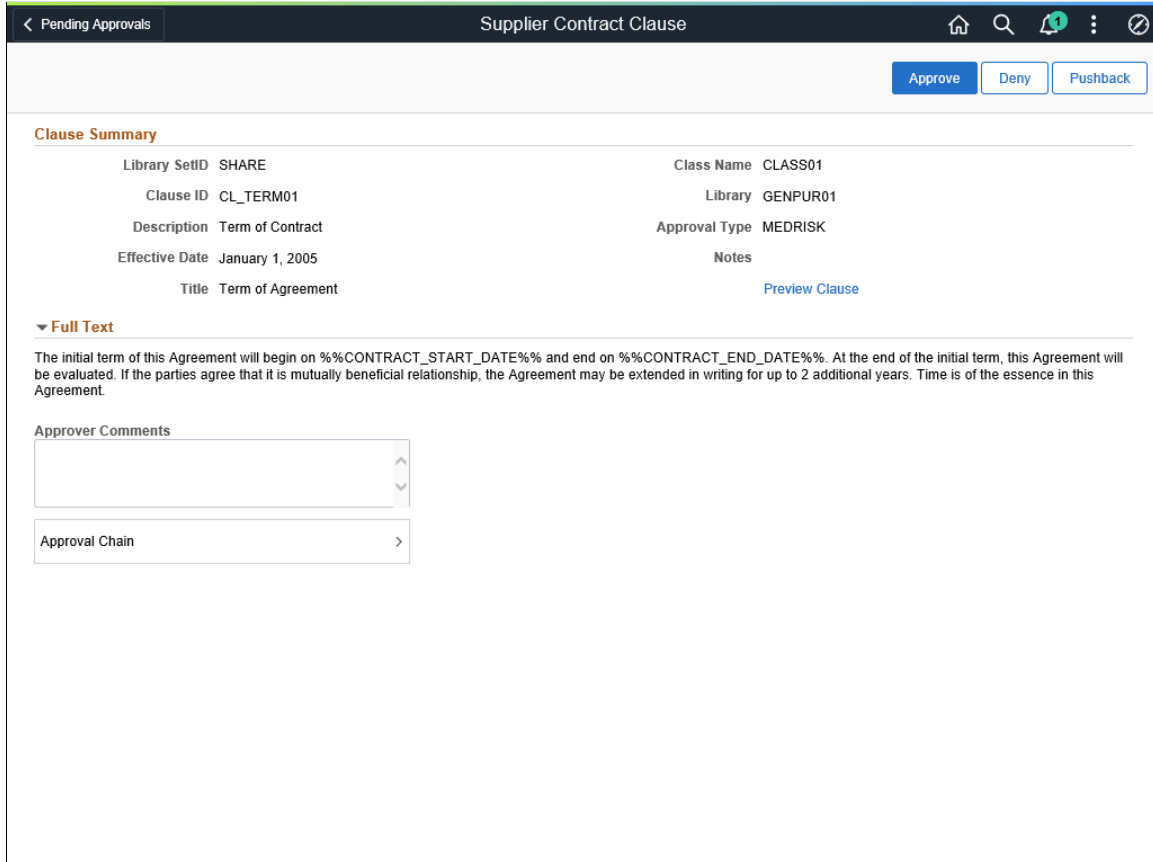 Pending Approvals
Supplier Contract Clause
1
Approve
Deny
Pushback
Clause Summary
Library SetID SHARE
Class Name CLASS01
Clause ID CL_TERM01
Library GENPUR01
Description Term of Contract
Approval Type MEDRISK
Effective Date January 1, 2005
Notes
Title Term of Agreement
Preview Clause
Full Text
The initial term of this Agreement will begin on %%CONTRACT_START_DATE%% and end on %%CONTRACT_END_DATE%%. At the end of the initial term, this Agreement will
be evaluated. If the parties agree that it is mutually beneficial relationship, the Agreement may be extended in writing for up to 2 additional years. Time is of the essence in this
Agreement.
Approver Comments
Approval Chain